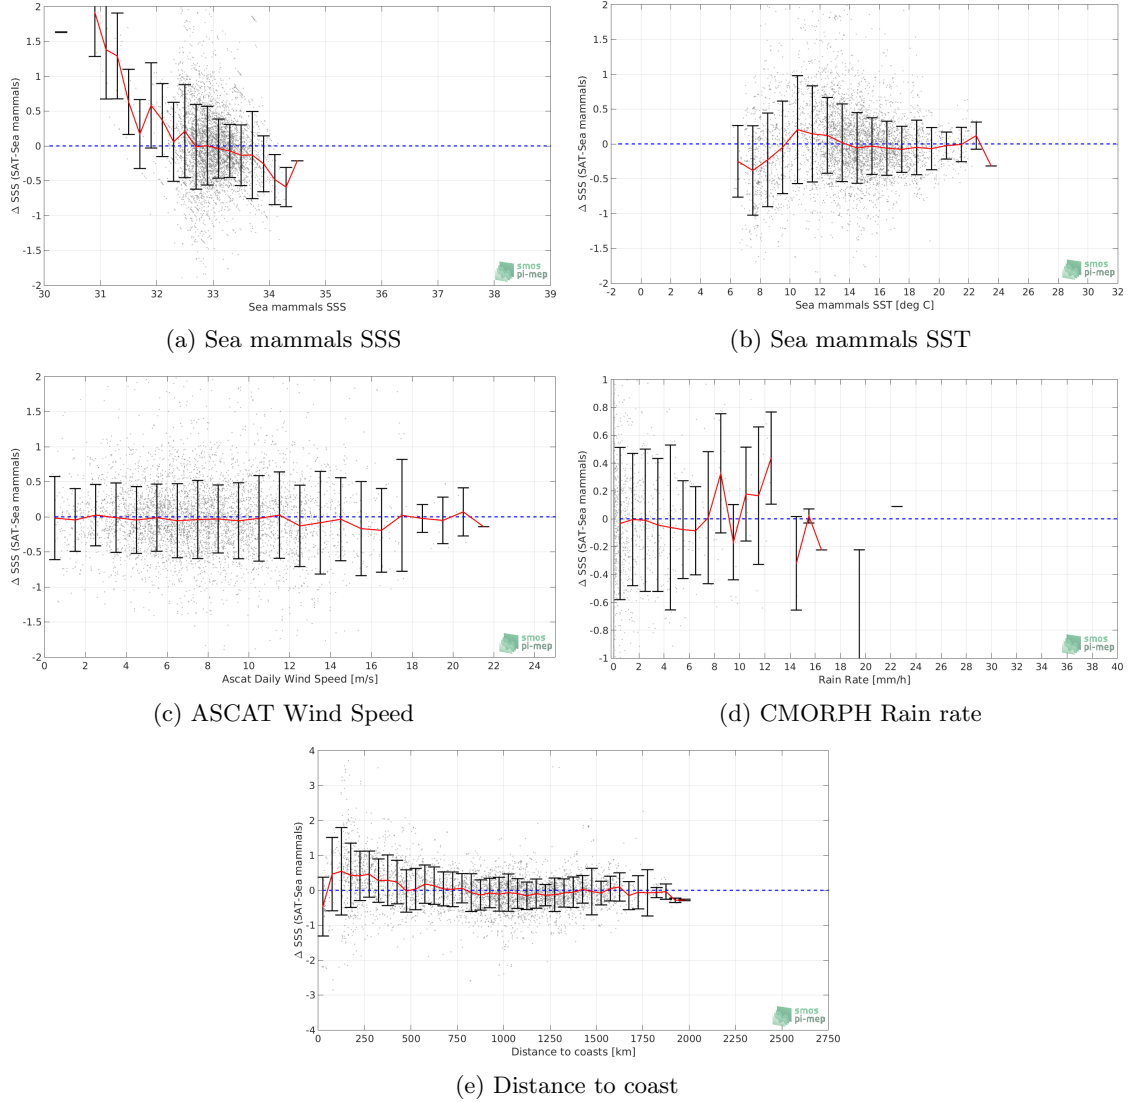 2
1.5
1
0.5
0
-0.5
-1
-1.5
-2
Δ SSS (SAT-Sea mammals)
30 31 32 33 34 35 36 37 38 39
Sea mammals SSS
smos
pi-mep
(a) Sea mammals SSS
2
1.5
1
0.5
0
-0.5
-1
-1.5
-2
Δ SSS (SAT-Sea mammals)
-2 0 2 4 6 8 10 12 14 16 18 20 22 24 26 28 30 32
Sea mammals SST [deg C]
smos
pi-mep
(b) Sea mammals SST
2
1.5
1
0.5
0
-0.5
-1
-1.5
-2
Δ SSS (SAT-Sea mammals)
0 2 4 6 8 10 12 14 16 18 20 22 24
Ascat Daily Wind Speed [m/s]
smos
pi-mep
(c) ASCAT Wind Speed
1
0.8
0.6
0.4
0.2
0
-0.2
-0.4
-0.6
-0.8
-1
Δ SSS (SAT-Sea mammals)
0 2 4 6 8 10 12 14 16 18 20 22 24 26 28 30 32 34 36 38 40
Rain Rate [mm/h]
smos
pi-mep
(d) CMORPH Rain rate
4
3
2
1
0
-1
-2
-3
-4
Δ SSS (SAT-Sea mammals)
0 250 500 750 1000 1250 1500 1750 2000 2250 2500 2750
Distance to coasts [km]
smos
pi-mep
(e) Distance to coast